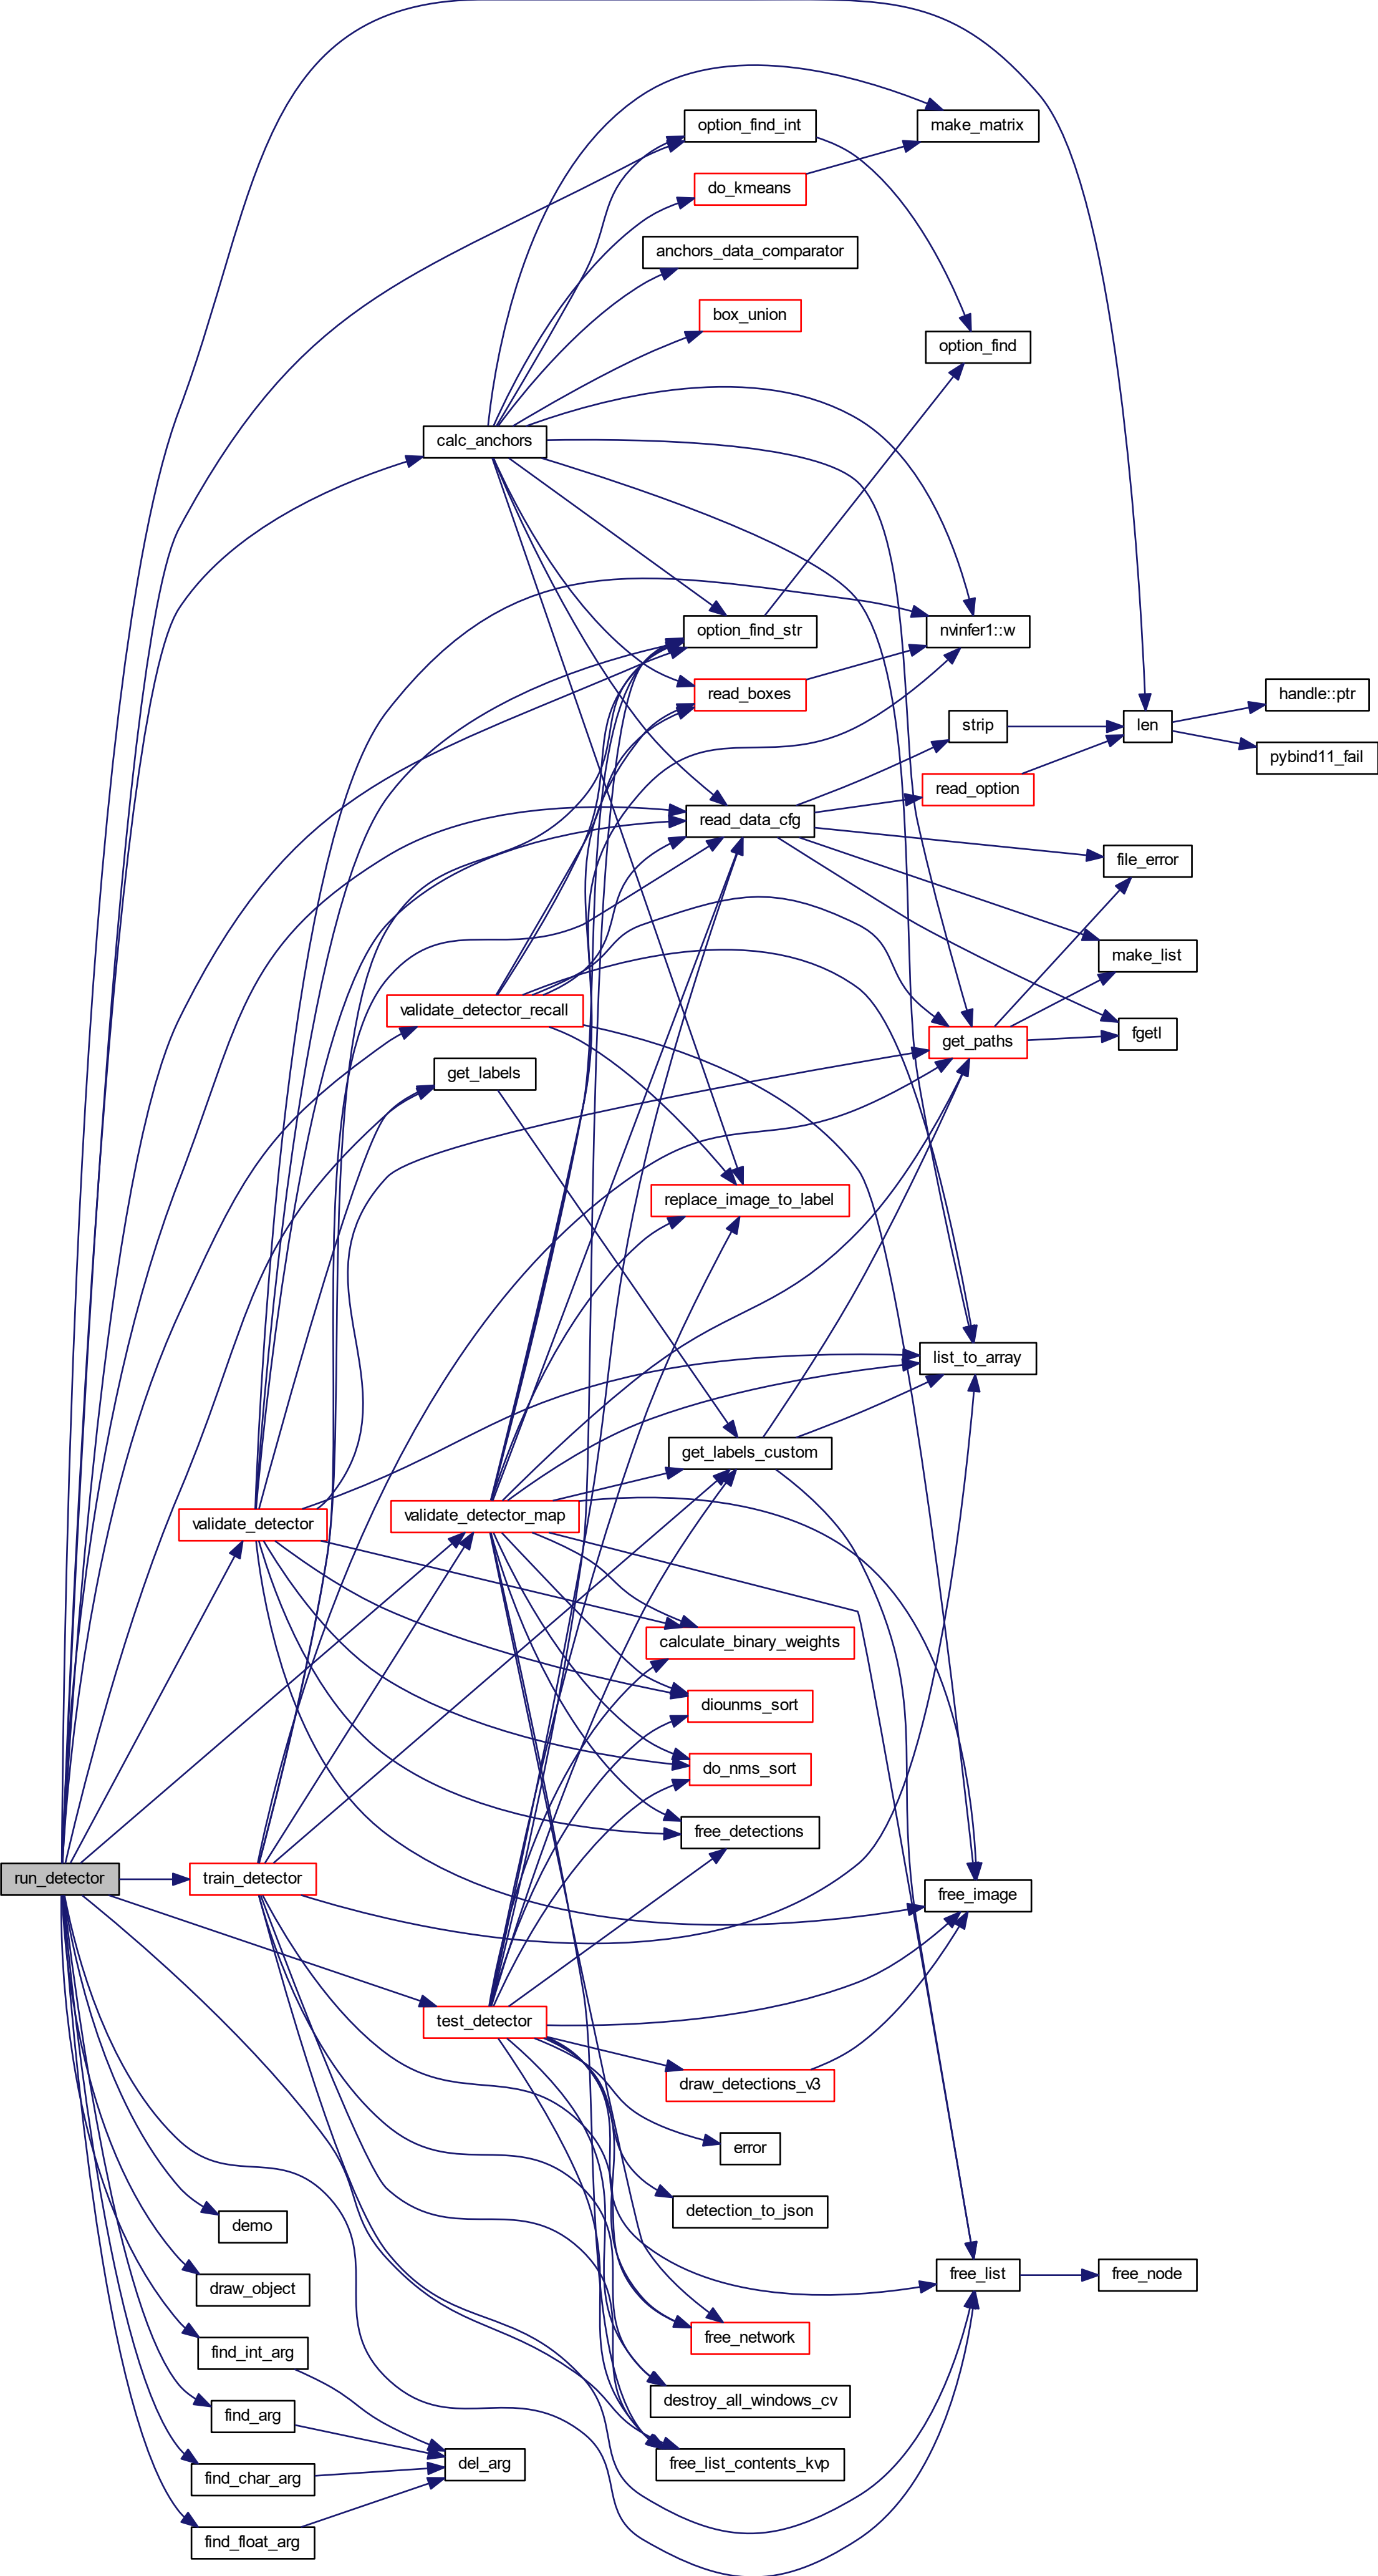 option_find_int
make_matrix
do_kmeans
anchors_data_comparator
box_union
option_find
calc_anchors
option_find_str
nvinfer1::w
read_boxes
handle::ptr
strip
len
pybind11_fail
read_option
read_data_cfg
file_error
make_list
validate_detector_recall
fgetl
get_paths
get_labels
replace_image_to_label
list_to_array
get_labels_custom
validate_detector
validate_detector_map
calculate_binary_weights
diounms_sort
do_nms_sort
free_detections
run_detector
train_detector
free_image
test_detector
draw_detections_v3
error
detection_to_json
demo
draw_object
free_list
free_node
find_int_arg
free_network
destroy_all_windows_cv
find_arg
del_arg
free_list_contents_kvp
find_char_arg
find_float_arg